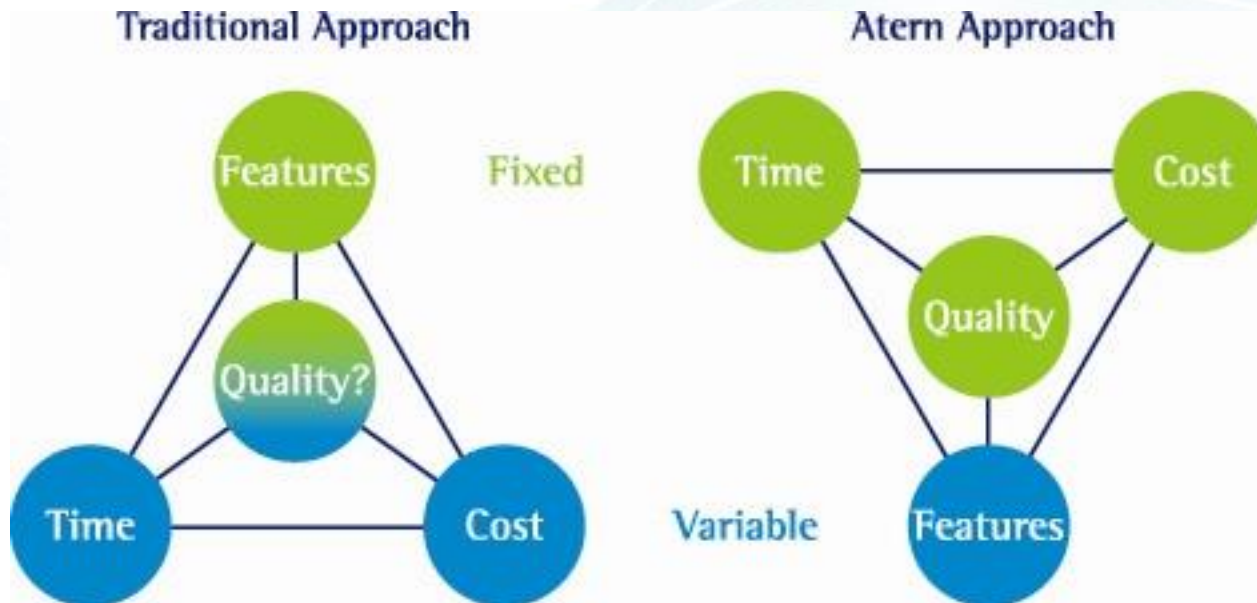 Traditional Approach
Atern Approach
Features
Fixed
Time
Cost
Quality
Quality?
Time
Cost
Variable
Features